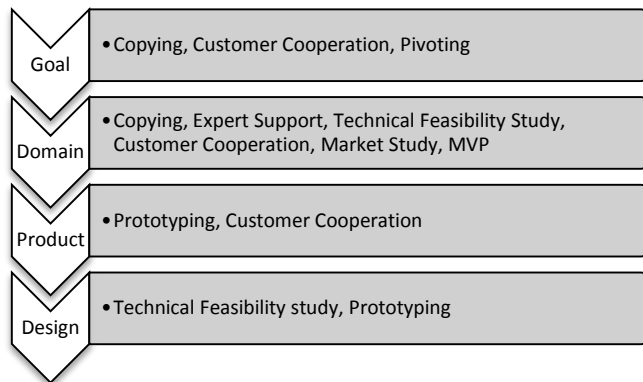 Goal
•Copying, Customer Cooperation, Pivoting
Domain
•Copying, Expert Support, Technical Feasibility Study,
Customer Cooperation, Market Study, MVP
Product
•Prototyping, Customer Cooperation
Design
•Technical Feasibility study, Prototyping